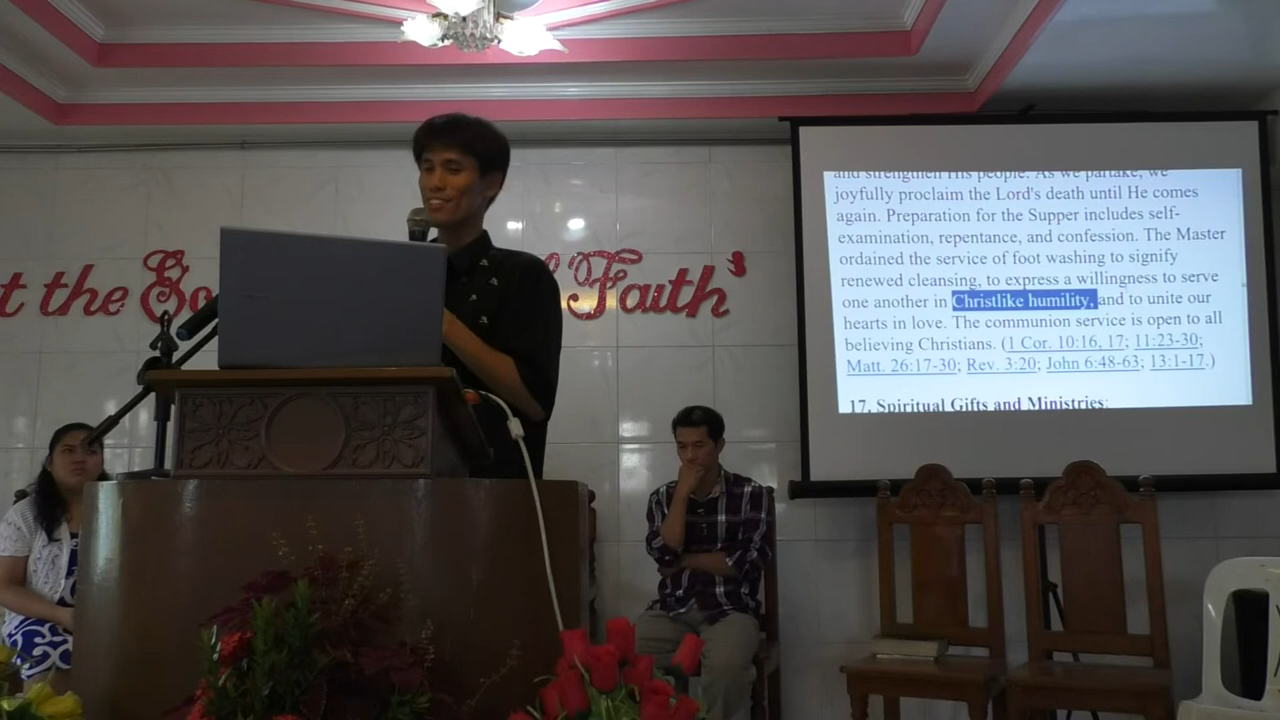 t the Go Faith
and strengthen His people. As we partake, we
joyfully proclaim the Lord's death until He comes
again. Preparation for the Supper includes self-
examination, repentance, and confession. The Master
ordained the service of foot washing to signify
renewed cleansing, to express a willingness to serve
one another in Christlike humility, and to unite our
hearts in love. The communion service is open to all
believing Christians. (1 Cor. 10:16, 17; 11:23-30;
Matt. 26:17-30; Rev. 3:20; John 6:48-63; 13:1-17.)
17. Spiritual Gifts and Ministries: